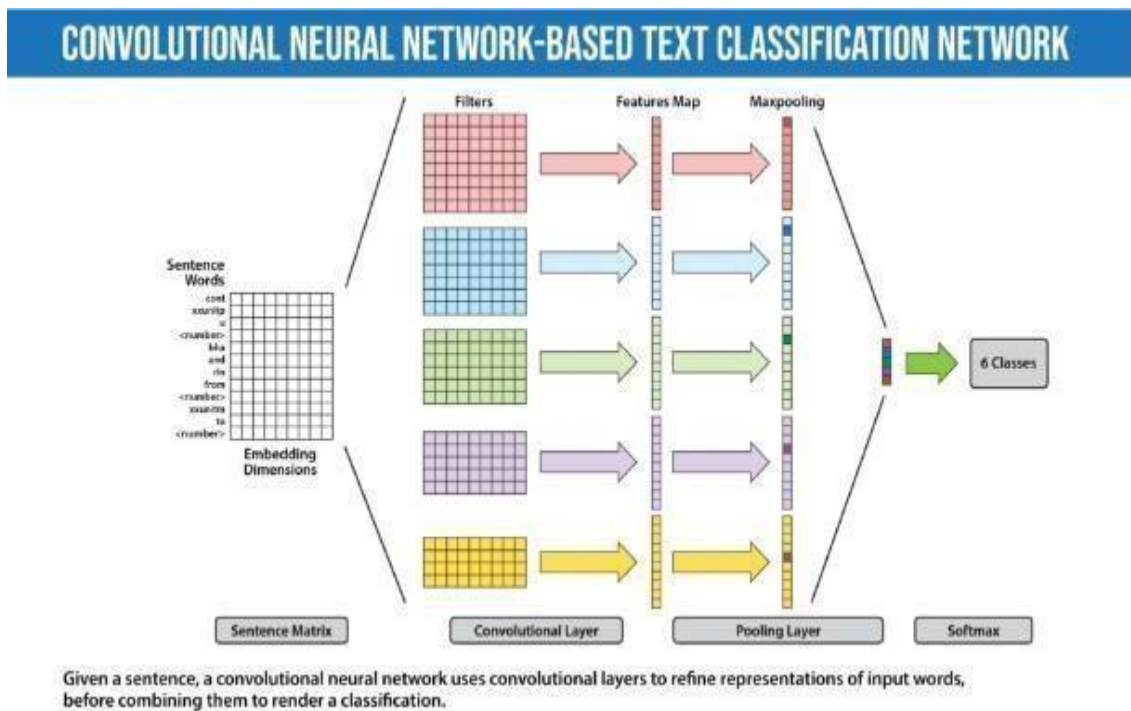 CONVOLUTIONAL NEURAL NETWORK-BASED TEXT CLASSIFICATION NETWORK
Filters
Features Map
Maxpooling
Sentence
Words
<number>
and
from
<number>
to
<number>
Embedding
Dimensions
6 Classes
Sentence Matrix
Convolutional Layer
Pooling Layer
Softmax
Given a sentence, a convolutional neural network uses convolutional layers to refine representations of input words,
before combining them to render a classification.